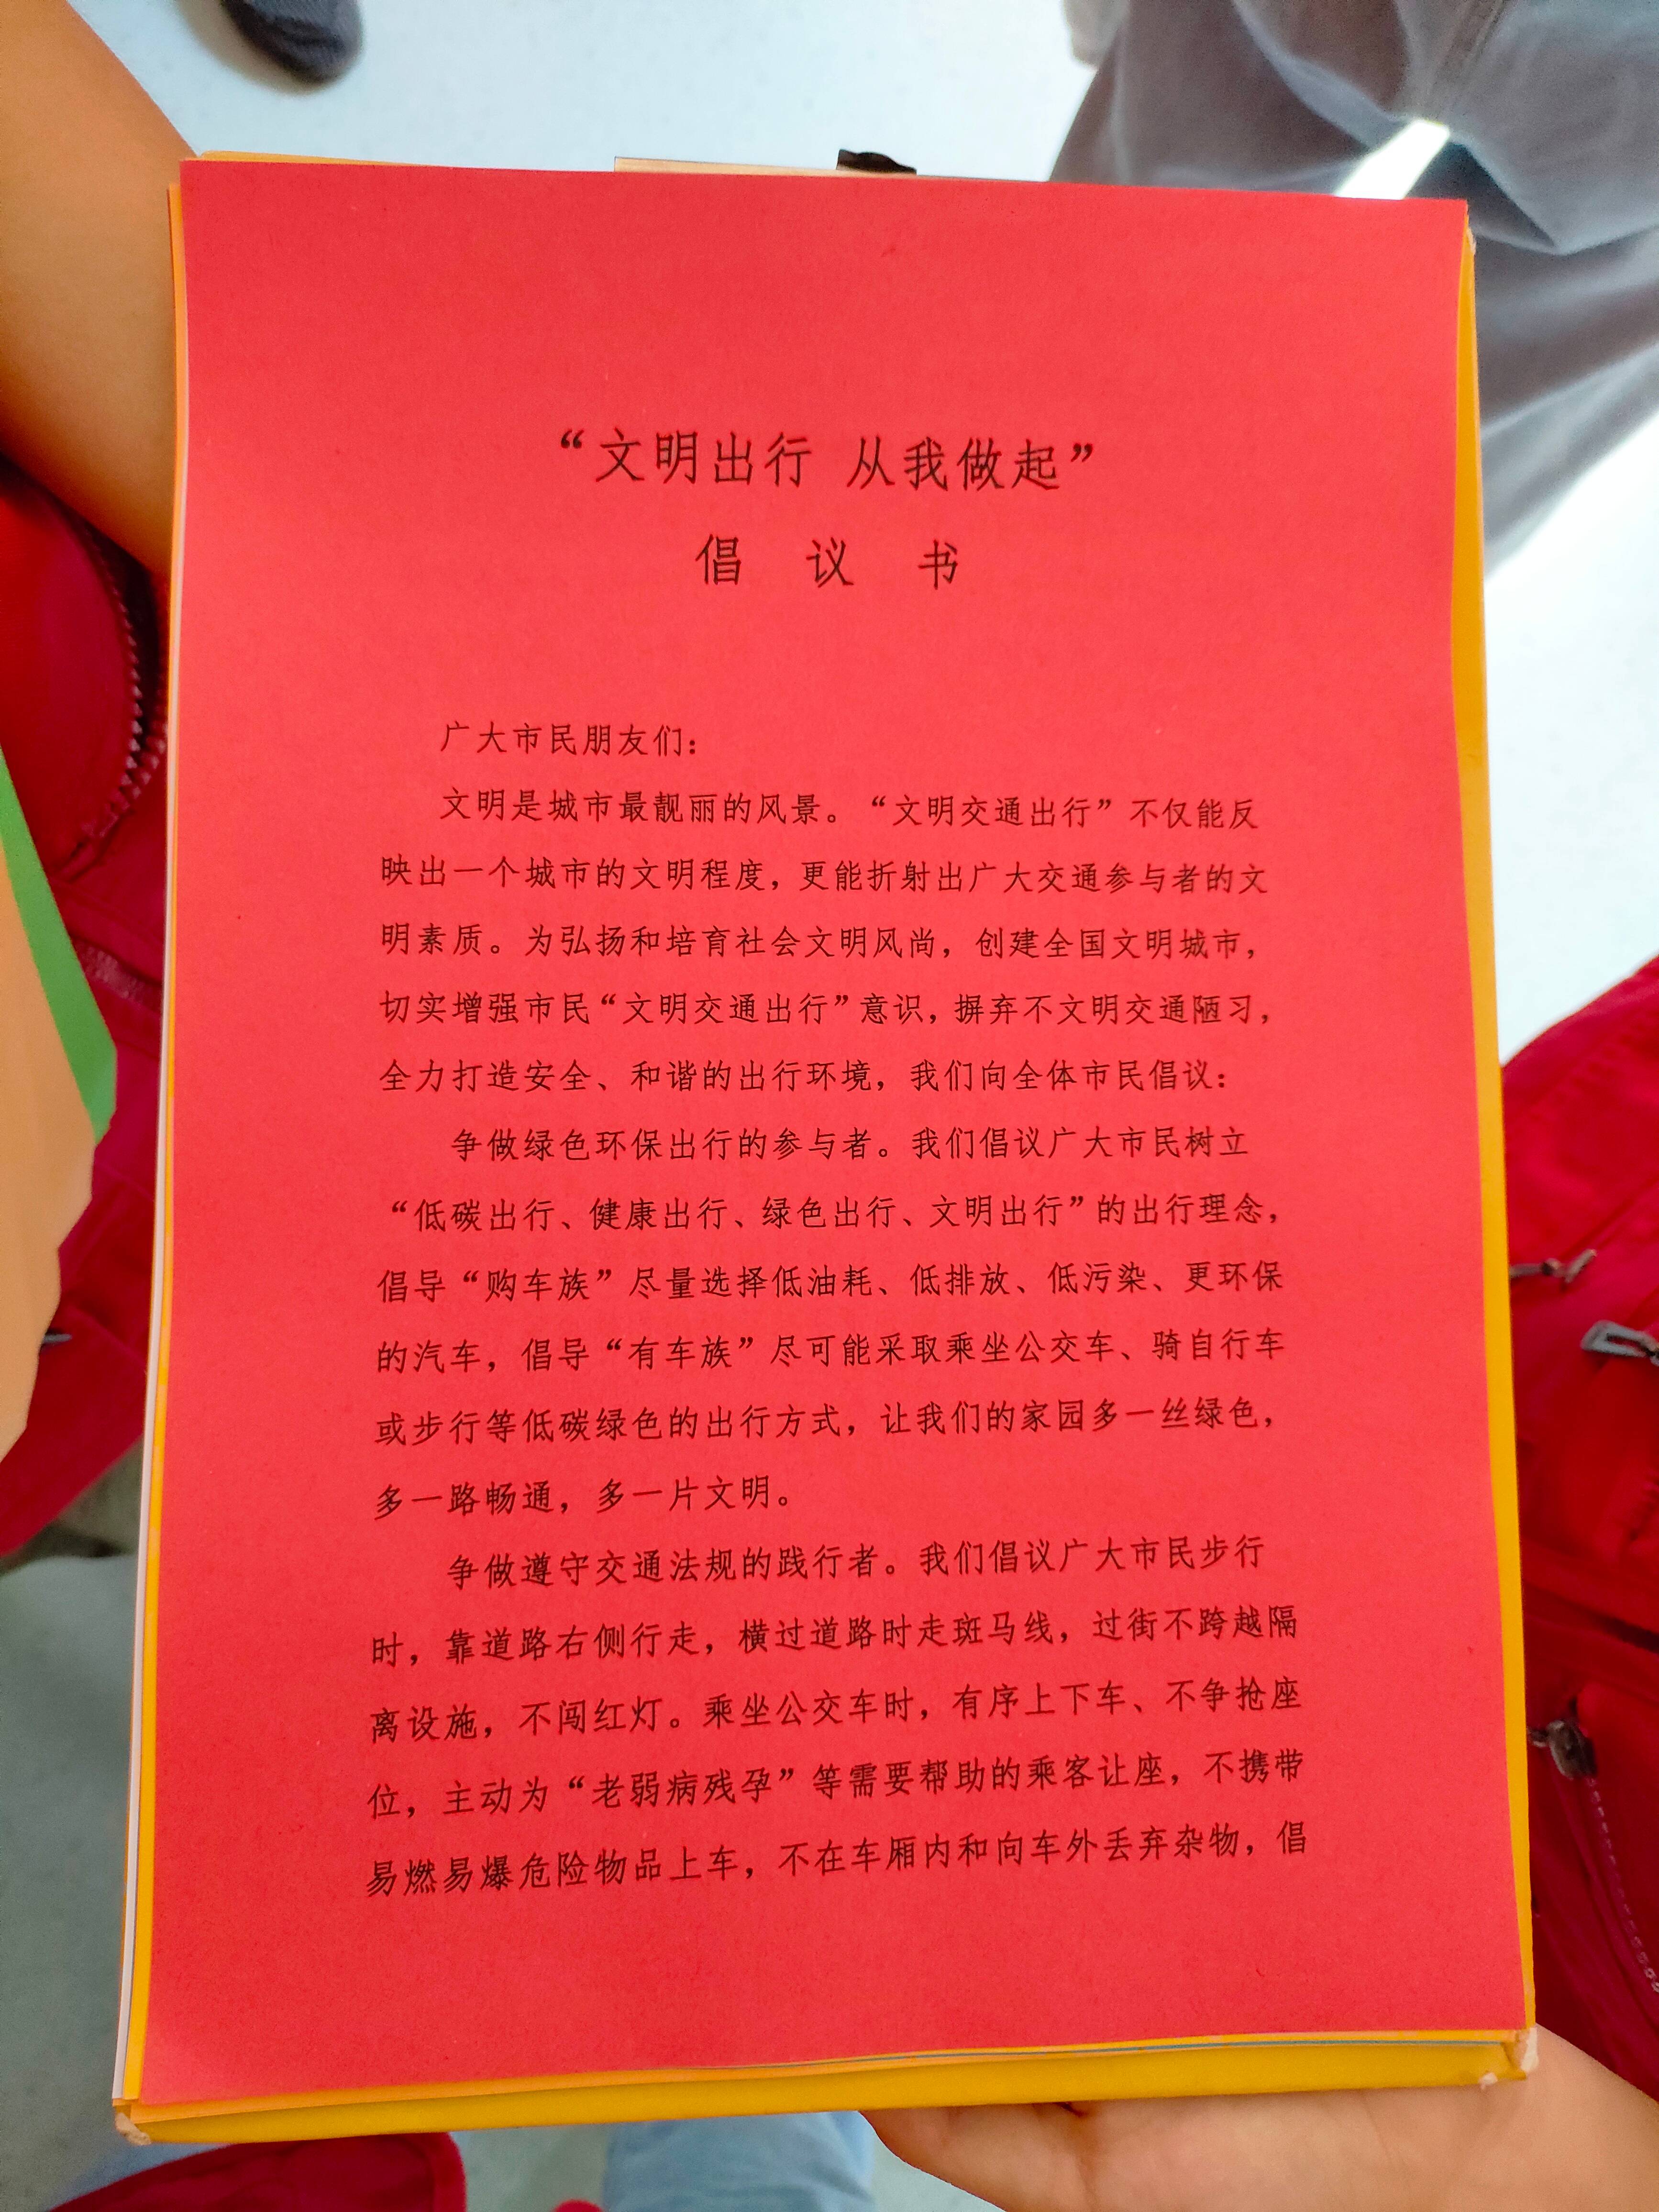 “文明出行 从我做起”
倡 议 书
广大市民朋友们：
文明是城市最靓丽的风景。“文明交通出行”不仅能反
映出一个城市的文明程度，更能折射出广大交通参与者的文
明素质。为弘扬和培育社会文明风尚，创建全国文明城市，
切实增强市民“文明交通出行”意识，摒弃不文明交通陋习，
全力打造安全、和谐的出行环境，我们向全体市民倡议：
争做绿色环保出行的参与者。我们倡议广大市民树立
“低碳出行、健康出行、绿色出行、文明出行”的出行理念，
倡导“购车族”尽量选择低油耗、低排放、低污染、更环保
的汽车，倡导“有车族”尽可能采取乘坐公交车、骑自行车
或步行等低碳绿色的出行方式，让我们的家园多一丝绿色，
多一路畅通，多一片文明。
争做遵守交通法规的践行者。我们倡议广大市民步行
时，靠道路右侧行走，横过道路时走斑马线，过街不跨越隔
离设施，不闯红灯。乘坐公交车时，有序上下车、不争抢座
位，主动为“老弱病残孕”等需要帮助的乘客让座，不携带
易燃易爆危险物品上车，不在车厢内和向车外丢弃杂物，倡